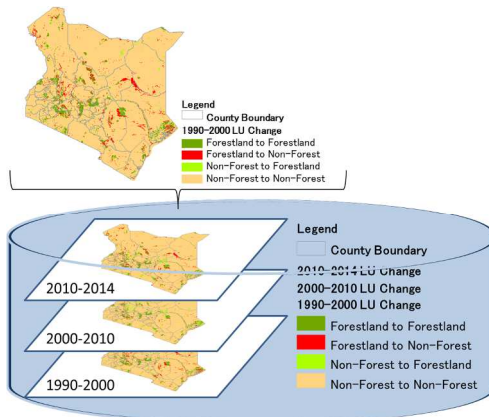 Legend
County Boundary
1990-2000 LU Change
Forestland to Forestland
Forestland to Non-Forest
Non-Forest to Forestland
Non-Forest to Non-Forest
Legend
County Boundary
2010-2014 LU Change
2000-2010 LU Change
1990-2000 LU Change
Forestland to Forestland
Forestland to Non-Forest
Non-Forest to Forestland
Non-Forest to Non-Forest
2010-2014
2000-2010
1990-2000